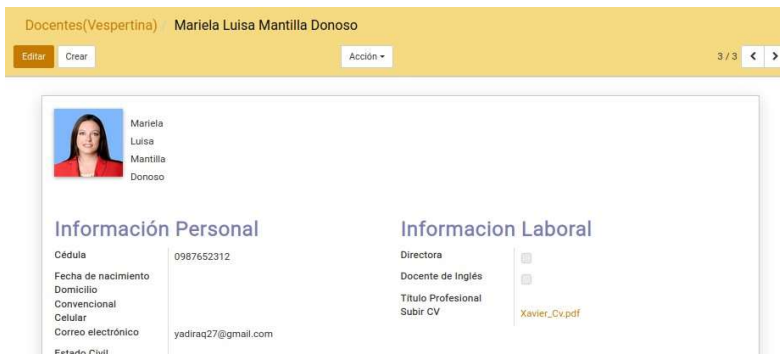 Docentes(Vespertina) / Mariela Luisa Mantilla Donoso
Editar Crear Acción 3 / 3
Mariela
Luisa
Mantilla
Donoso
Información Personal
Cédula 0987652312
Fecha de nacimiento
Domicilio
Convencional
Celular
Correo electrónico yadiraq27@gmail.com
Estado Civil
Informacion Laboral
Directora
Docente de Inglés
Título Profesional
Subir CV Xavier_Cv.pdf